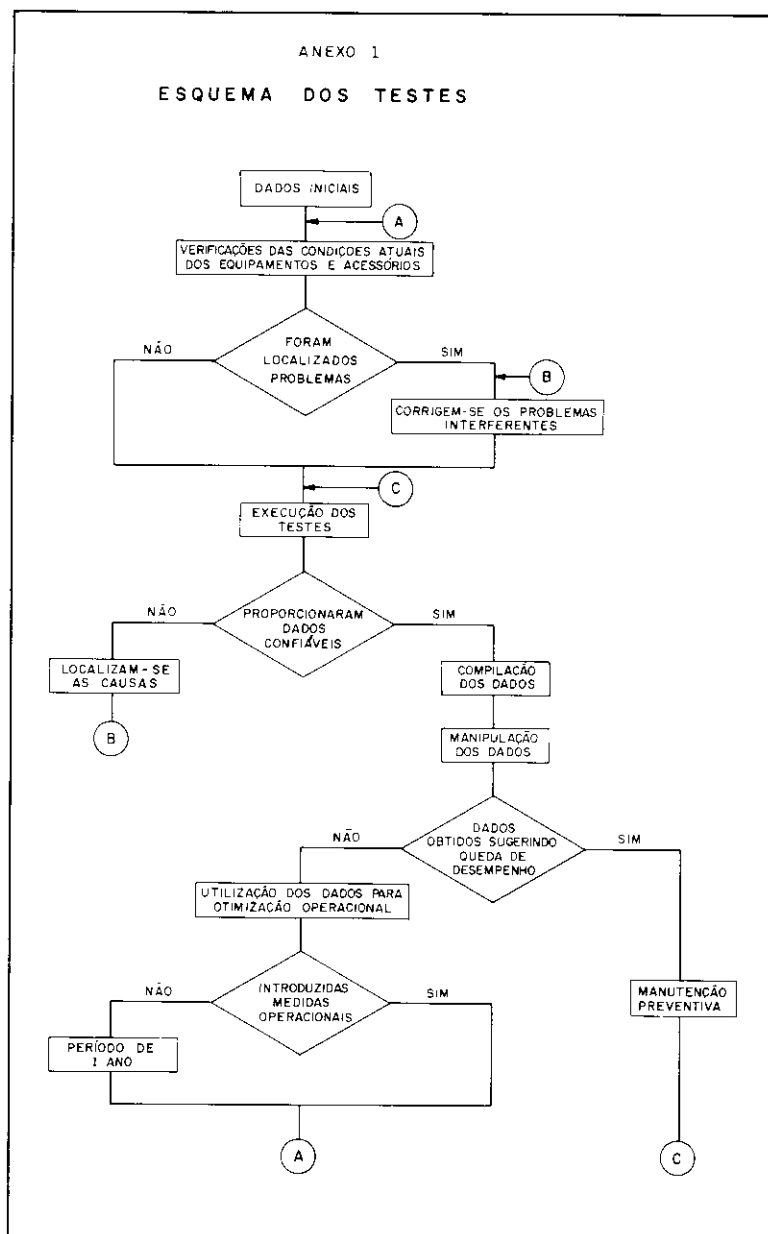 ANEXO 1
ESQUEMA DOS TESTES
DADOS INICIAIS
A
VERIFICAÇÕES DAS CONDIÇÕES ATUAIS
DOS EQUIPAMENTOS E ACESSÓRIOS
NÃO
FORAM
LOCALIZADOS
PROBLEMAS
SIM
B
CORRIGEM-SE OS PROBLEMAS
INTERFERENTES
C
EXECUÇÃO DOS
TESTES
NÃO
PROPORCIONARAM
DADOS
CONFIÁVEIS
SIM
LOCALIZAM-SE
AS CAUSAS
B
COMPILAÇÃO
DOS DADOS
MANIPULAÇÃO
DOS DADOS
NÃO
DADOS
OBTIDOS SUGERINDO
QUEDA DE
DESEMPENHO
SIM
UTILIZAÇÃO DOS DADOS PARA
OTIMIZAÇÃO OPERACIONAL
NÃO
INTRODUZIDAS
MEDIDAS
OPERACIONAIS
SIM
MANUTENÇÃO
PREVENTIVA
PERÍODO DE
1 ANO
A
C